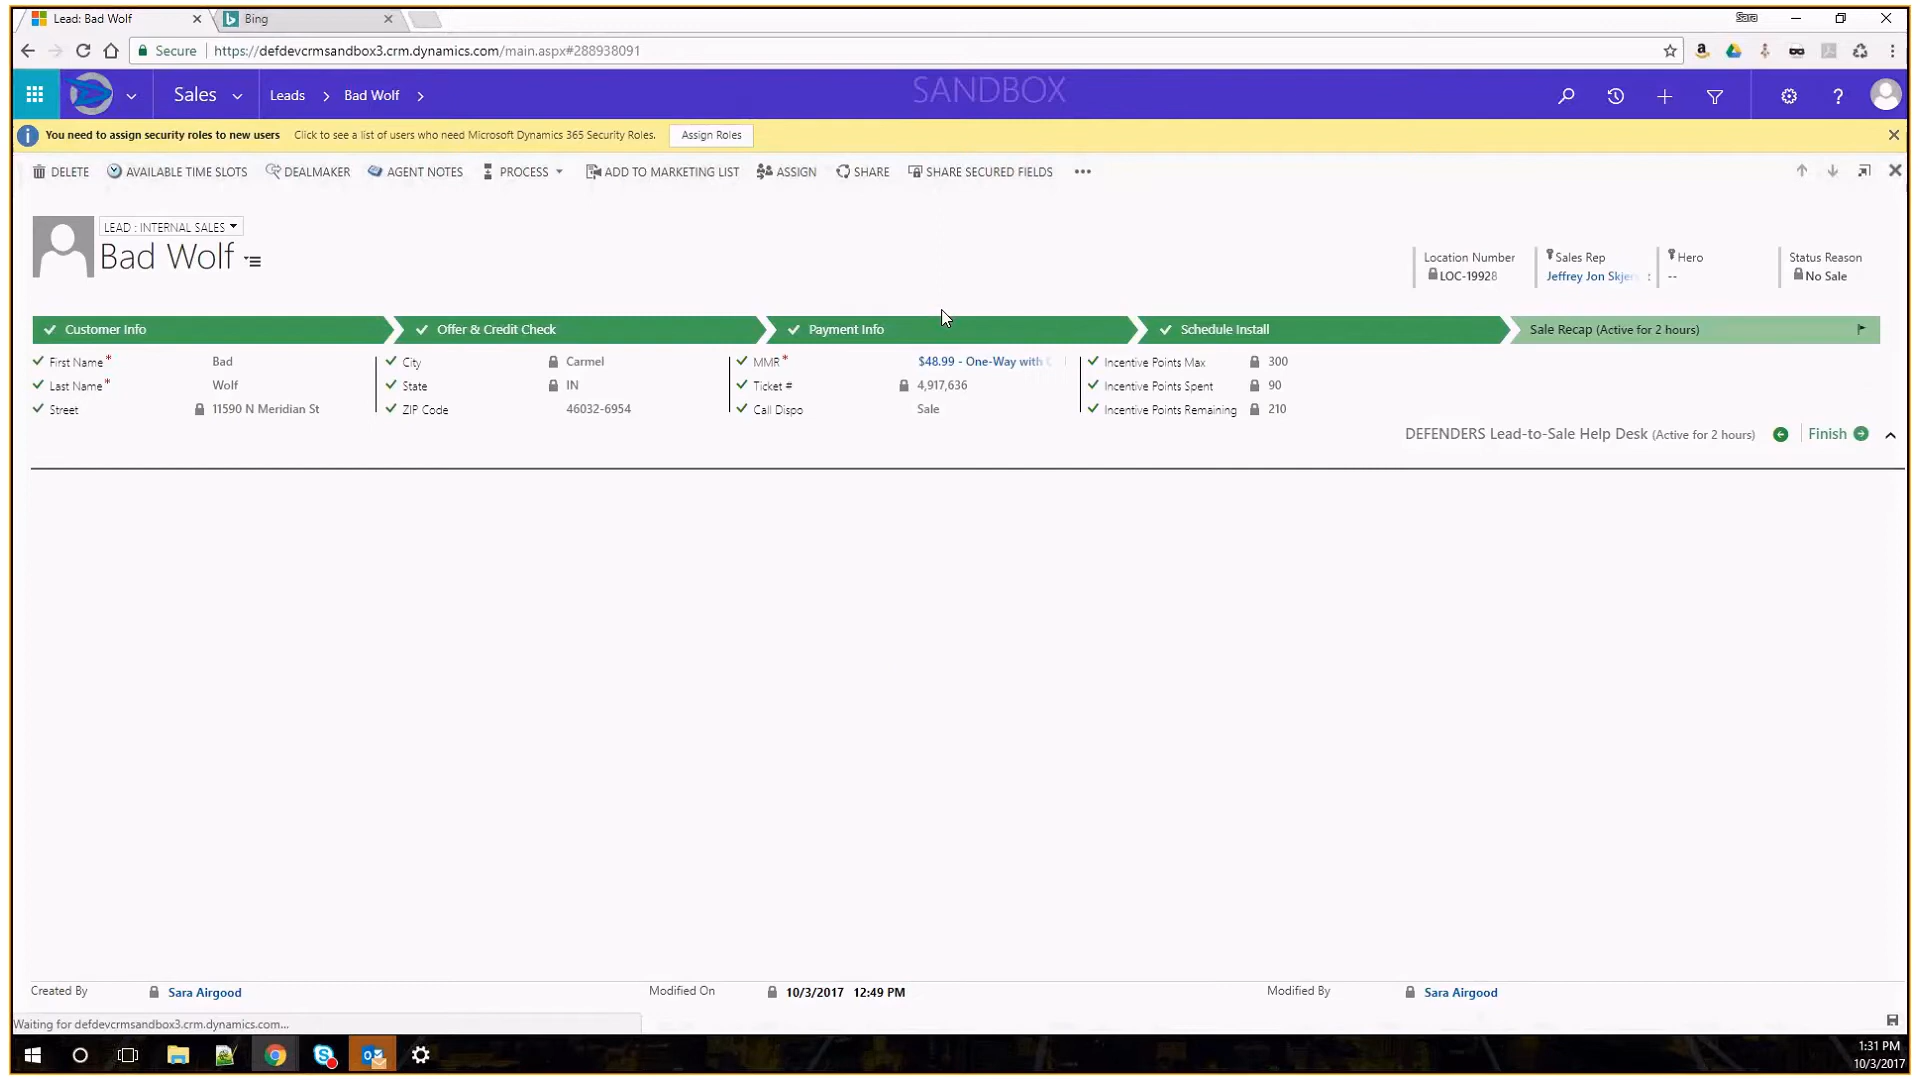 Lead: Bad Wolf
Bing
Sara
Secure
https://defdevcrmsandbox3.crm.dynamics.com/main.aspx#288938091
Sales
Leads
Bad Wolf
SANDBOX
You need to assign security roles to new users Click to see a list of users who need Microsoft Dynamics 365 Security Roles. Assign Roles
DELETE AVAILABLE TIME SLOTS DEALMAKER AGENT NOTES PROCESS ADD TO MARKETING LIST ASSIGN SHARE SHARE SECURED FIELDS
LEAD : INTERNAL SALES
Bad Wolf
Location Number Sales Rep Hero Status Reason
LOC-19928 Jeffrey Jon Skjer -- No Sale
Customer Info Offer & Credit Check Payment Info Schedule Install Sale Recap (Active for 2 hours)
First Name* Bad City Carmel MMR* $48.99 - One-Way with Incentive Points Max 300
Last Name* Wolf State IN Ticket # 4,917,636 Incentive Points Spent 90
Street 11590 N Meridian St ZIP Code 46032-6954 Call Dispo Sale Incentive Points Remaining 210
DEFENDERS Lead-to-Sale Help Desk (Active for 2 hours) Finish
Created By Sara Airgood Modified On 10/3/2017 12:49 PM Modified By Sara Airgood
Waiting for defdevcrmsandbox3.crm.dynamics.com...
1:31 PM
10/3/2017